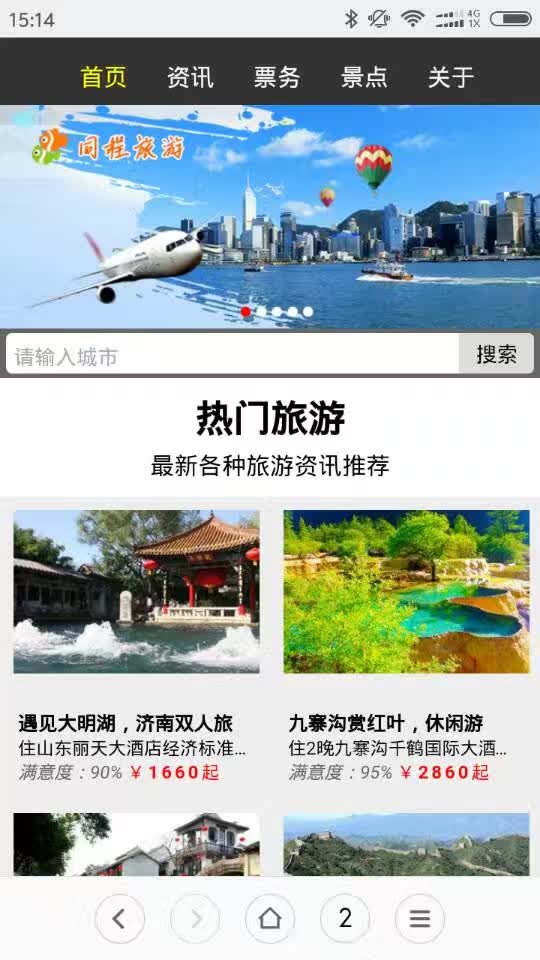 15:14
4G
1X
首页 资讯 票务 景点 关于
同程旅游
请输入城市 搜索
热门旅游
最新各种旅游资讯推荐
遇见大明湖，济南双人旅
住山东丽天大酒店经济标准...
满意度：90% ￥1660起
九寨沟赏红叶，休闲游
住2晚九寨沟千鹤国际大酒...
满意度：95% ￥2860起
2